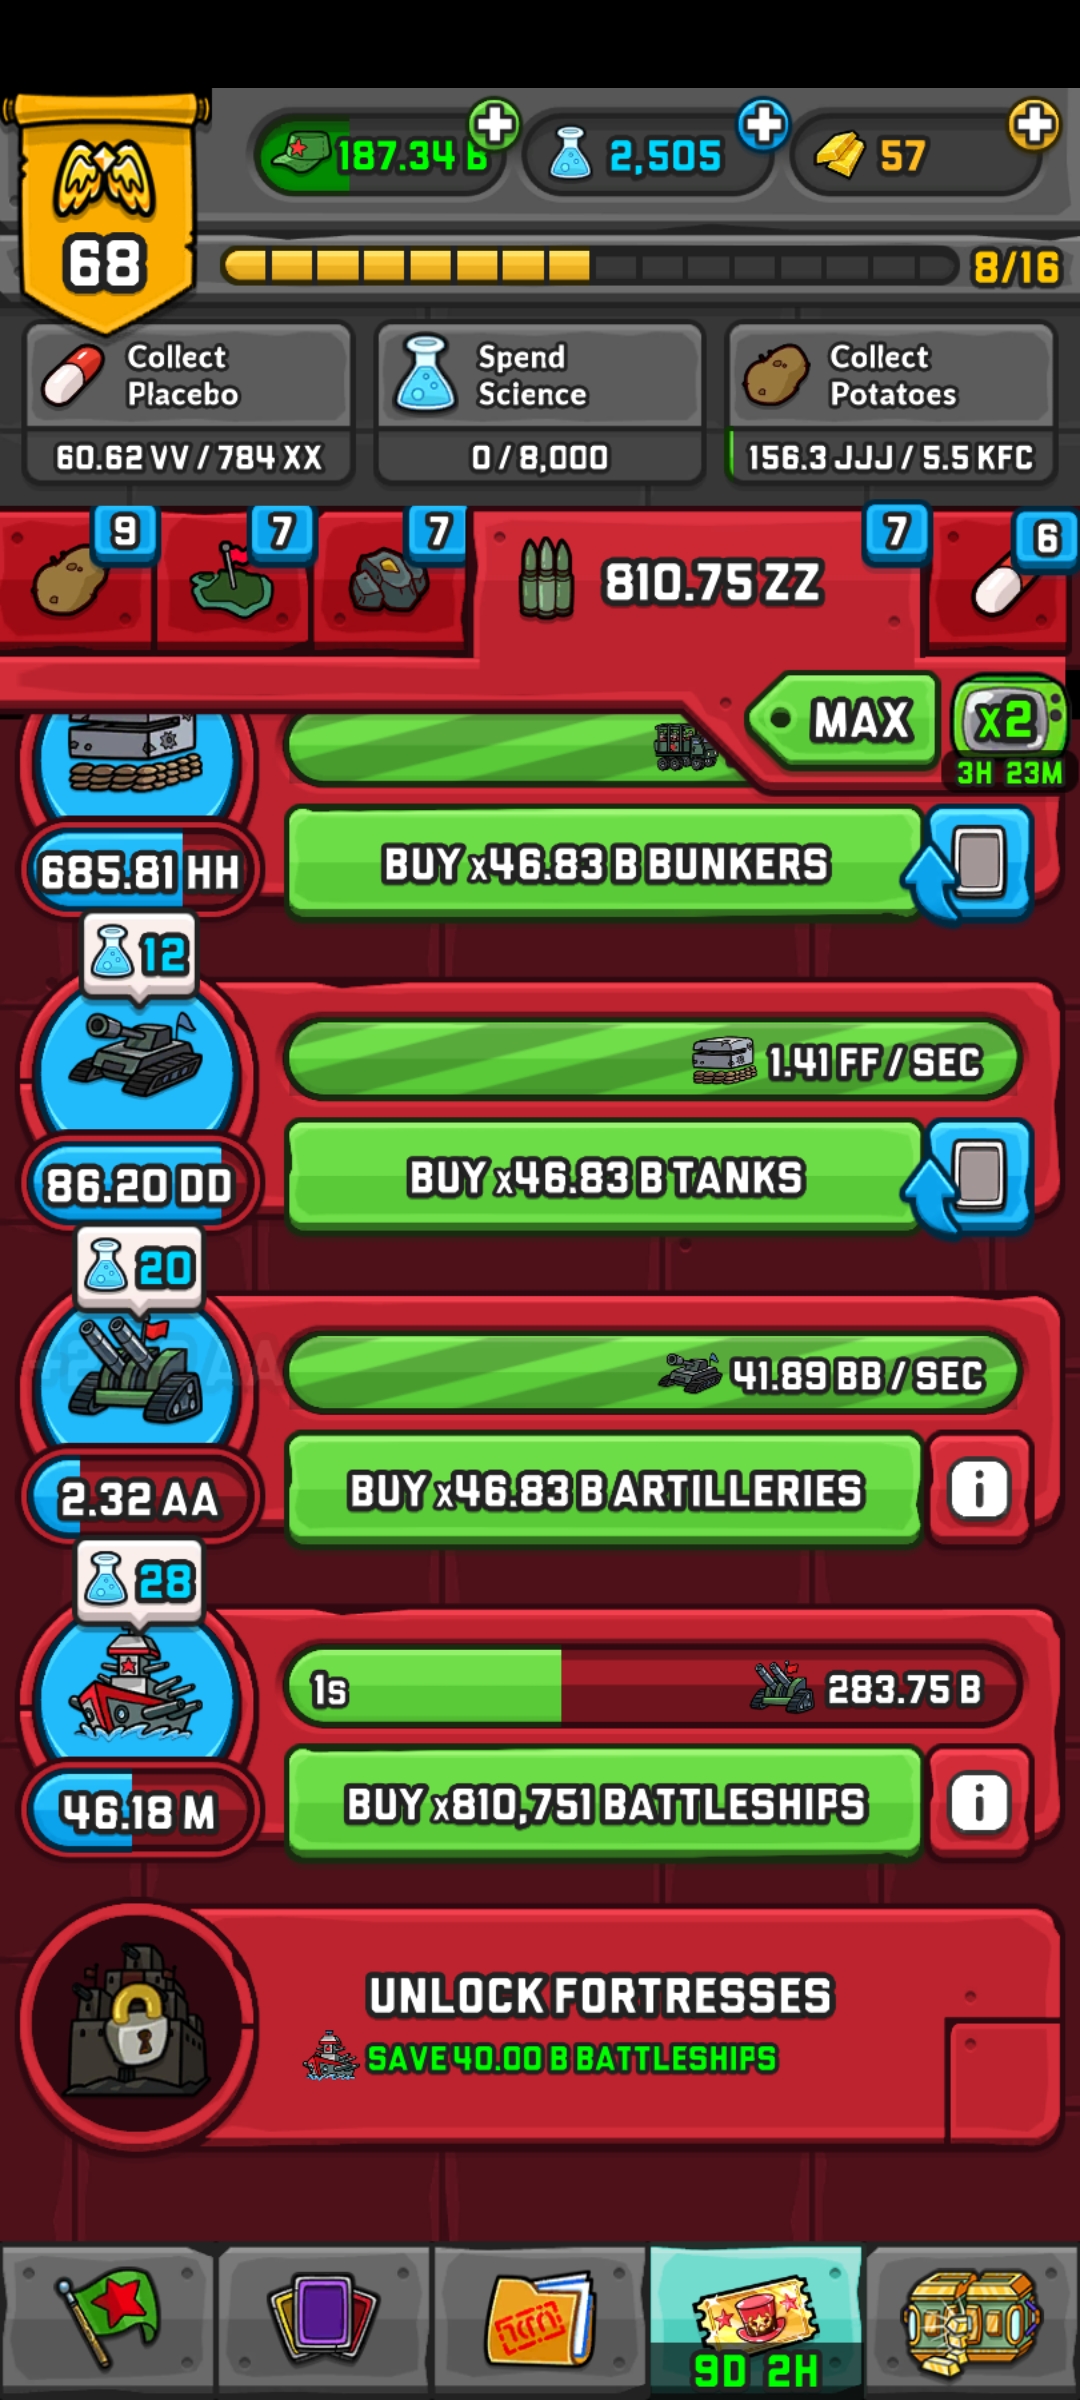 187.34 B
2,505
57
68
8/16
Collect
Placebo
60.62 VV / 784 XX
Spend
Science
0 / 8,000
Collect
Potatoes
156.3 JJJ / 5.5 KFC
9
7
7
810.75 ZZ
7
6
MAX
x2
3H 23M
685.81 HH
BUY x46.83 B BUNKERS
12
1.41 FF / SEC
86.20 DD
BUY x46.83 B TANKS
20
41.89 BB / SEC
2.32 AA
BUY x46.83 B ARTILLERIES
i
28
1s
283.75 B
46.18 M
BUY x810,751 BATTLESHIPS
i
UNLOCK FORTRESSES
SAVE 40.00 B BATTLESHIPS
9D 2H